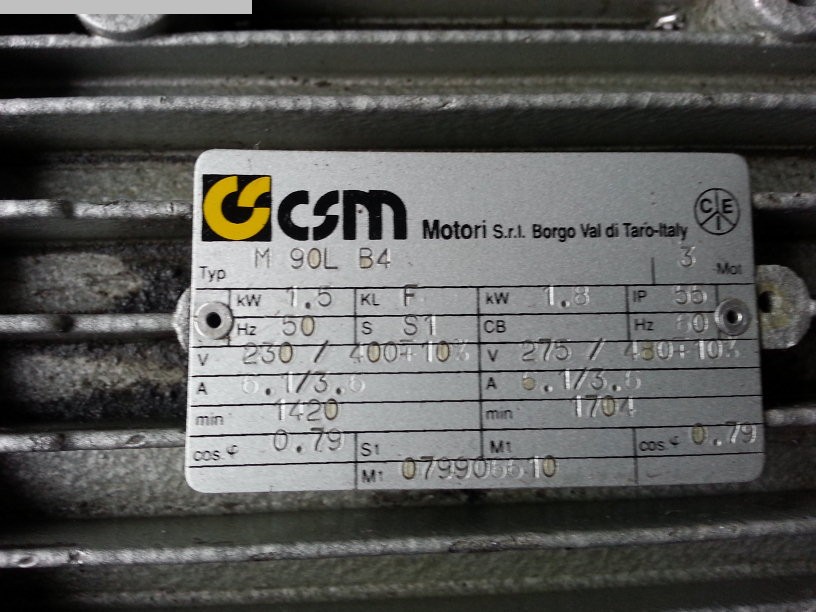 CS csm Motori S.r.l. Borgo Val di Taro-Italy CEI
Typ M 90L B4 3 Mot
kW 1.5 KL F kW 1.8 IP 55
Hz 50 S S1 CB Hz 60
V 230 / 400∓10% V 275 / 480∓10%
A 6.1/3.5 A 6.1/3.5
min 1420 min 1704
cos φ 0.79 S1 M1 cos φ 0.79
M1